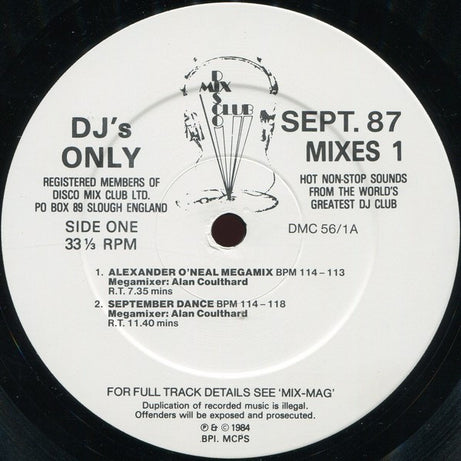 DISCO MIX CLUB
DJ's ONLY
REGISTERED MEMBERS OF
DISCO MIX CLUB LTD.
PO BOX 89 SLOUGH ENGLAND
SIDE ONE
33⅓ RPM
SEPT. 87
MIXES 1
HOT NON-STOP SOUNDS
FROM THE WORLD'S
GREATEST DJ CLUB
DMC 56/1A
1. ALEXANDER O'NEAL MEGAMIX BPM 114–113
Megamixer: Alan Coulthard
R.T. 7.35 mins
2. SEPTEMBER DANCE BPM 114–118
Megamixer: Alan Coulthard
R.T. 11.40 mins
FOR FULL TRACK DETAILS SEE 'MIX-MAG'
Duplication of recorded music is illegal.
Offenders will be exposed and prosecuted.
℗ & © 1984
BPI. MCPS